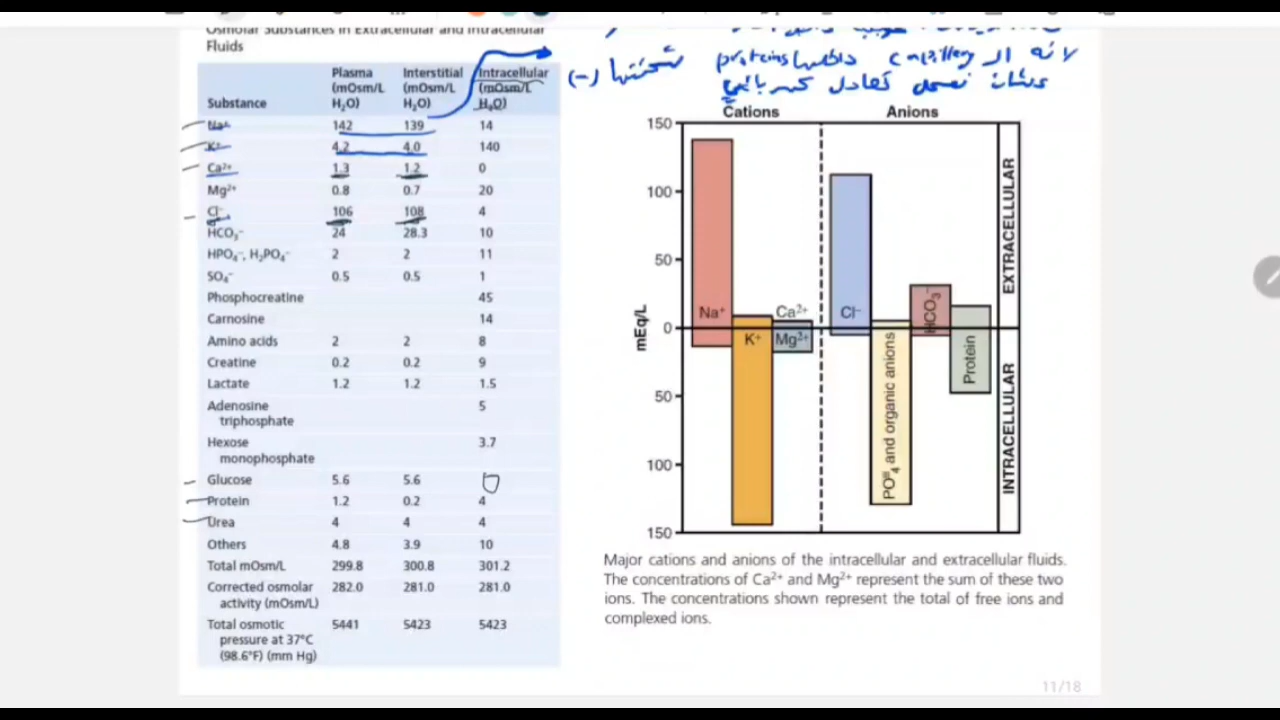 Osmolar Substances in Extracellular and Intracellular
Fluids
Substance | Plasma (mOsm/L H₂O) | Interstitial (mOsm/L H₂O) | Intracellular (mOsm/L H₂O)
Na⁺ 142 139 14
K⁺ 4.2 4.0 140
Ca²⁺ 1.3 1.2 0
Mg²⁺ 0.8 0.7 20
Cl⁻ 106 108 4
HCO₃⁻ 24 28.3 10
HPO₄⁻, H₂PO₄⁻ 2 2 11
SO₄⁻ 0.5 0.5 1
Phosphocreatine 45
Carnosine 14
Amino acids 2 2 8
Creatine 0.2 0.2 9
Lactate 1.2 1.2 1.5
Adenosine triphosphate 5
Hexose monophosphate 3.7
Glucose 5.6 5.6
Protein 1.2 0.2 4
Urea 4 4 4
Others 4.8 3.9 10
Total mOsm/L 299.8 300.8 301.2
Corrected osmolar activity (mOsm/L) 282.0 281.0 281.0
Total osmotic pressure at 37°C (98.6°F) (mm Hg) 5441 5423 5423
لانه ال capillary داخلها proteins شحنتها (-)
علشان نعمل تعادل كهربائي
Cations Anions
150
100
50
0
50
100
150
mEq/L
Na⁺
K⁺
Ca²⁺
Mg²⁺
Cl⁻
PO₄ and organic anions
HCO₃⁻
Protein
EXTRACELLULAR
INTRACELLULAR
Major cations and anions of the intracellular and extracellular fluids.
The concentrations of Ca²⁺ and Mg²⁺ represent the sum of these two
ions. The concentrations shown represent the total of free ions and
complexed ions.
11/18